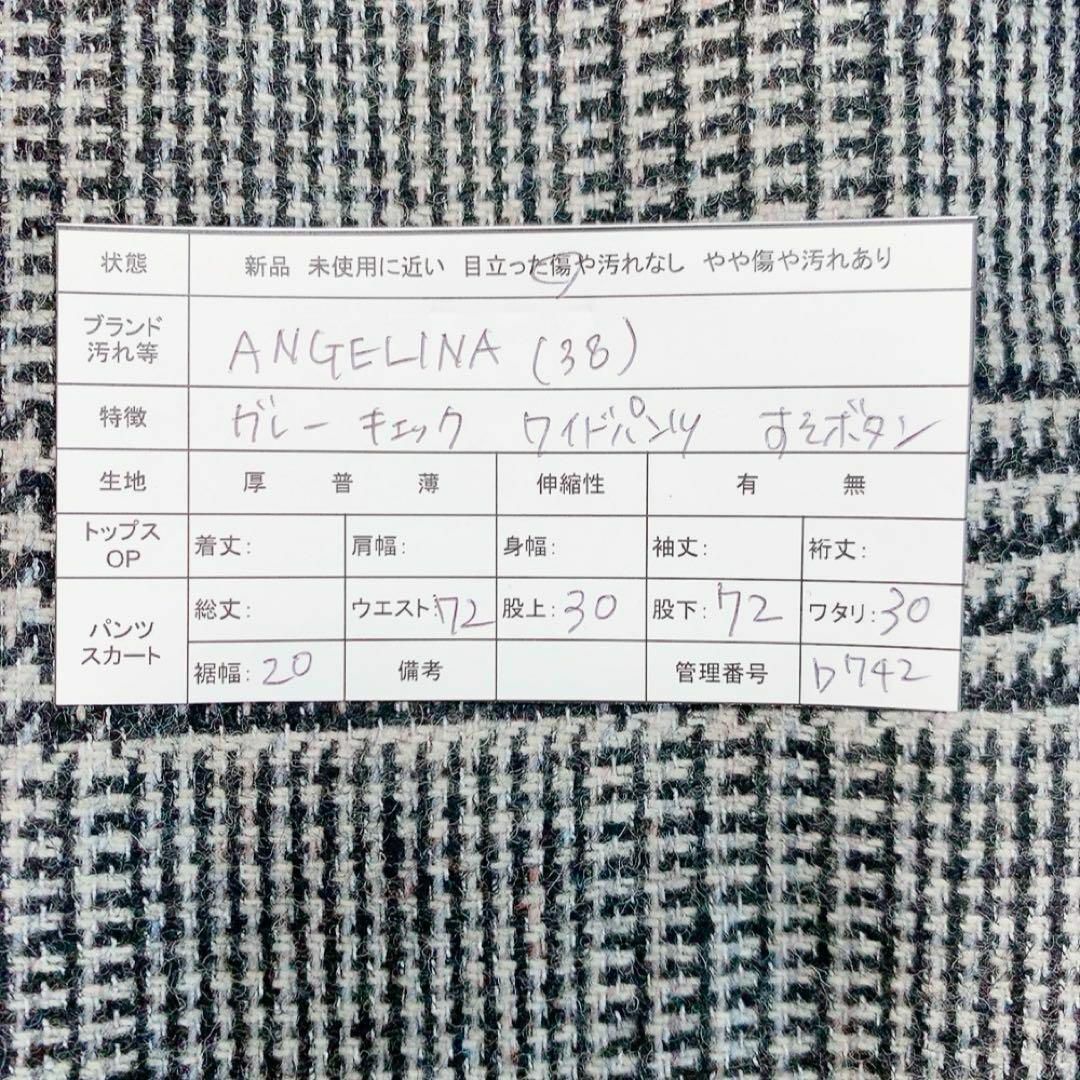 状態 新品 未使用に近い 目立った傷や汚れなし やや傷や汚れあり
ブランド
汚れ等 ANGELINA (38)
特徴 ガレー チェック ワイドパンツ すそボタン
生地 厚 普 薄 伸縮性 有 無
トップス
OP 着丈: 肩幅: 身幅: 袖丈: 裄丈:
パンツ
スカート 総丈: ウエスト:72 股上:30 股下:72 ワタリ:30
裾幅:20 備考 管理番号 b742